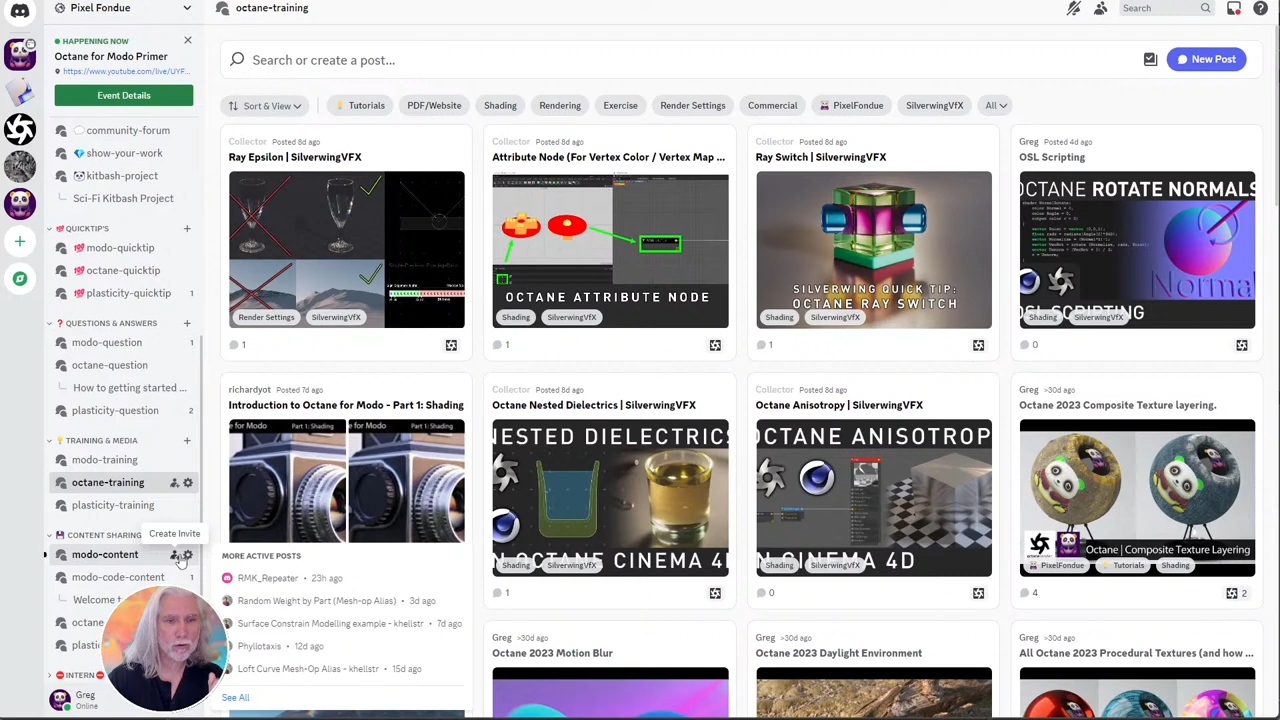 Pixel Fondue
octane-training
Search
HAPPENING NOW
Octane for Modo Primer
https://www.youtube.com/live/UYF...
Event Details
community-forum
show-your-work
kitbash-project
Sci-Fi Kitbash Project
QUICKTIP'S
modo-quicktip
octane-quicktip
plasticity-quicktip 1
QUESTIONS & ANSWERS
modo-question 1
octane-question
How to getting started ...
plasticity-question 2
TRAINING & MEDIA
modo-training
octane-training
plasticity-training
CONTENT SHARING
Create Invite
modo-content
modo-code-content 1
Welcome t
octane
plasti
INTERN
Greg
Online
Search or create a post...
New Post
Sort & View
Tutorials
PDF/Website
Shading
Rendering
Exercise
Render Settings
Commercial
PixelFondue
SilverwingVfX
All
Collector Posted 8d ago
Ray Epsilon | SilverwingVFX
Render Settings SilverwingVfX
1
Collector Posted 8d ago
Attribute Node (For Vertex Color / Vertex Map ...
OCTANE ATTRIBUTE NODE
Shading SilverwingVfX
1
Collector Posted 8d ago
Ray Switch | SilverwingVFX
SILVERWING QUICK TIP:
OCTANE RAY SWITCH
Shading SilverwingVfX
1
Greg Posted 4d ago
OSL Scripting
OCTANE ROTATE NORMALS
Shading SilverwingVfX
0
richardyot Posted 7d ago
Introduction to Octane for Modo - Part 1: Shading
for Modo Part 1: Shading
for Modo Part 1: Shading
MORE ACTIVE POSTS
RMK_Repeater • 23h ago
Random Weight by Part (Mesh-op Alias) • 3d ago
Surface Constrain Modelling example - khellstr • 7d ago
Phyllotaxis • 12d ago
Loft Curve Mesh-Op Alias - khellstr • 15d ago
See All
Collector Posted 8d ago
Octane Nested Dielectrics | SilverwingVFX
NESTED DIELECTRICS
OCTANE CINEMA 4D
Shading SilverwingVfX
1
Collector Posted 8d ago
Octane Anisotropy | SilverwingVFX
OCTANE ANISOTROP
CINEMA 4D
Shading SilverwingVfX
0
Greg >30d ago
Octane 2023 Composite Texture layering.
Octane | Composite Texture Layering
PixelFondue Tutorials Shading
4
2
Greg >30d ago
Octane 2023 Motion Blur
Greg >30d ago
Octane 2023 Daylight Environment
Greg >30d ago
All Octane 2023 Procedural Textures (and how ...